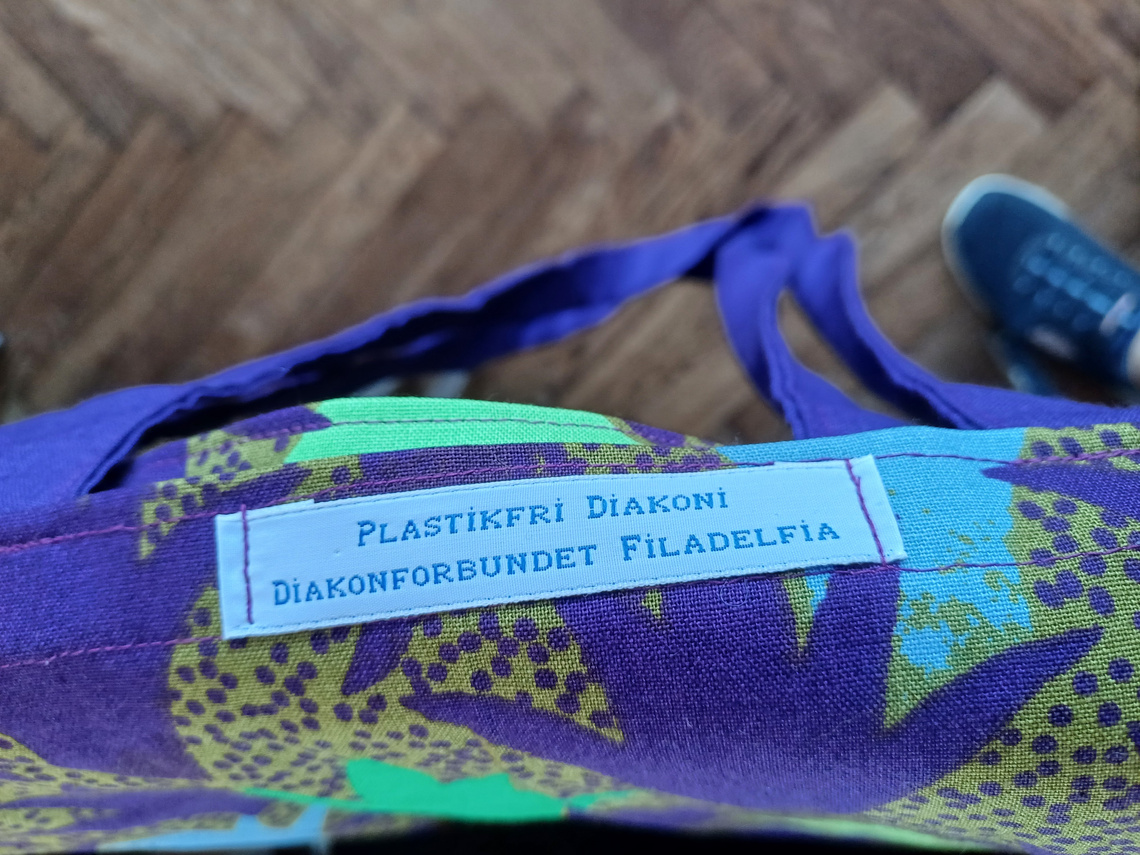 Plastikfri Diakoni
Diakonforbundet Filadelfia